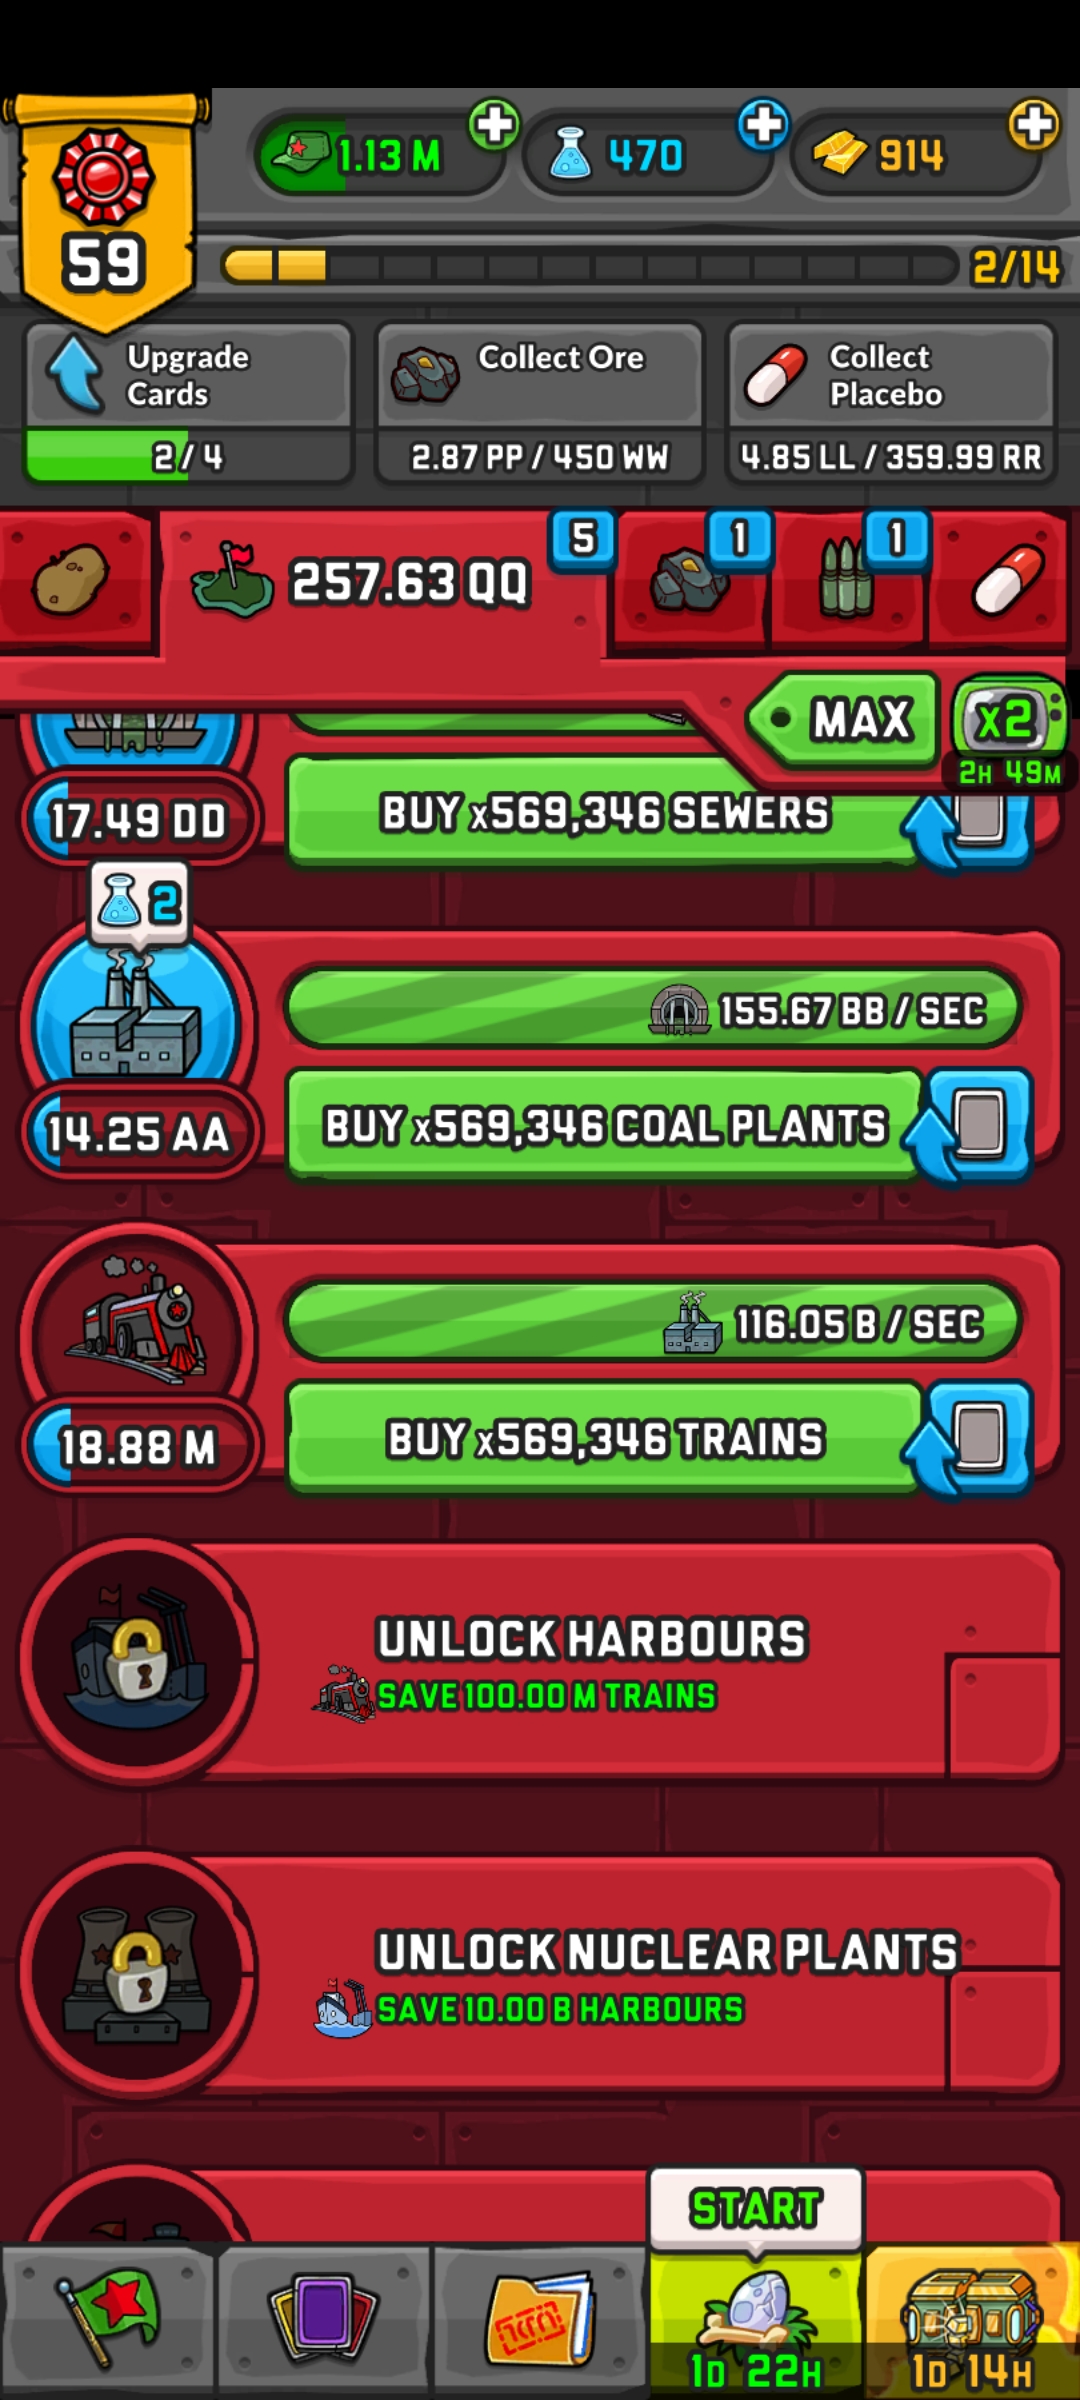 59
1.13 M
470
914
2/14
Upgrade
Cards
2/4
Collect Ore
2.87 PP / 450 WW
Collect
Placebo
4.85 LL / 359.99 RR
257.63 QQ
5
1
1
MAX
x2
2H 49M
17.49 DD
BUY x569,346 SEWERS
2
155.67 BB / SEC
14.25 AA
BUY x569,346 COAL PLANTS
116.05 B / SEC
18.88 M
BUY x569,346 TRAINS
UNLOCK HARBOURS
SAVE 100.00 M TRAINS
UNLOCK NUCLEAR PLANTS
SAVE 10.00 B HARBOURS
START
1D 22H
1D 14H